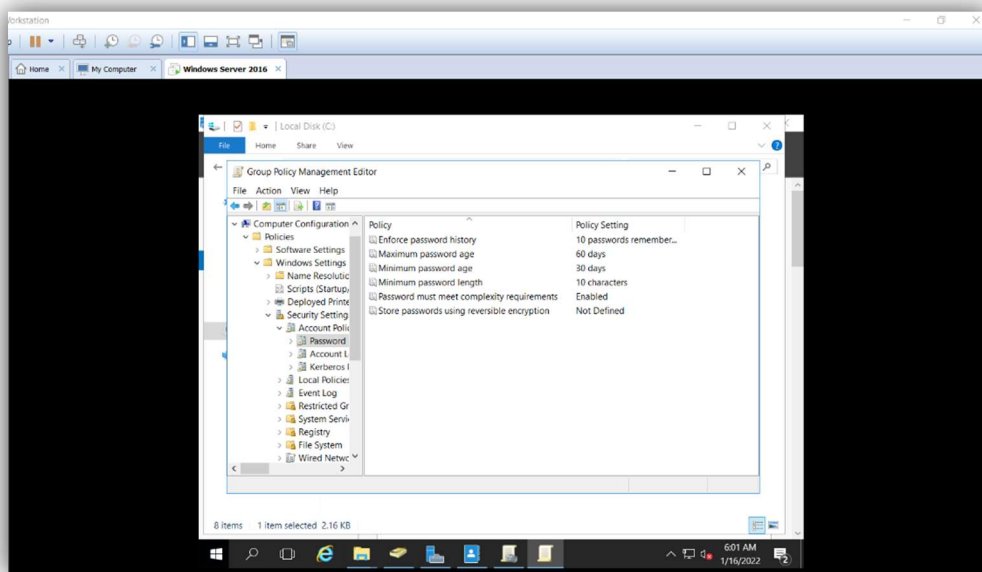 Workstation
Home
My Computer
Windows Server 2016
Local Disk (C:)
File Home Share View
Group Policy Management Editor
File Action View Help
Computer Configuration
Policies
Software Settings
Windows Settings
Name Resolutic
Scripts (Startup,
Deployed Printe
Security Setting
Account Polic
Password
Account L
Kerberos
Local Policies
Event Log
Restricted Gr
System Servi
Registry
File System
Wired Netwc
Policy Policy Setting
Enforce password history 10 passwords remember...
Maximum password age 60 days
Minimum password age 30 days
Minimum password length 10 characters
Password must meet complexity requirements Enabled
Store passwords using reversible encryption Not Defined
8 items 1 item selected 2.16 KB
6:01 AM
1/16/2022
2